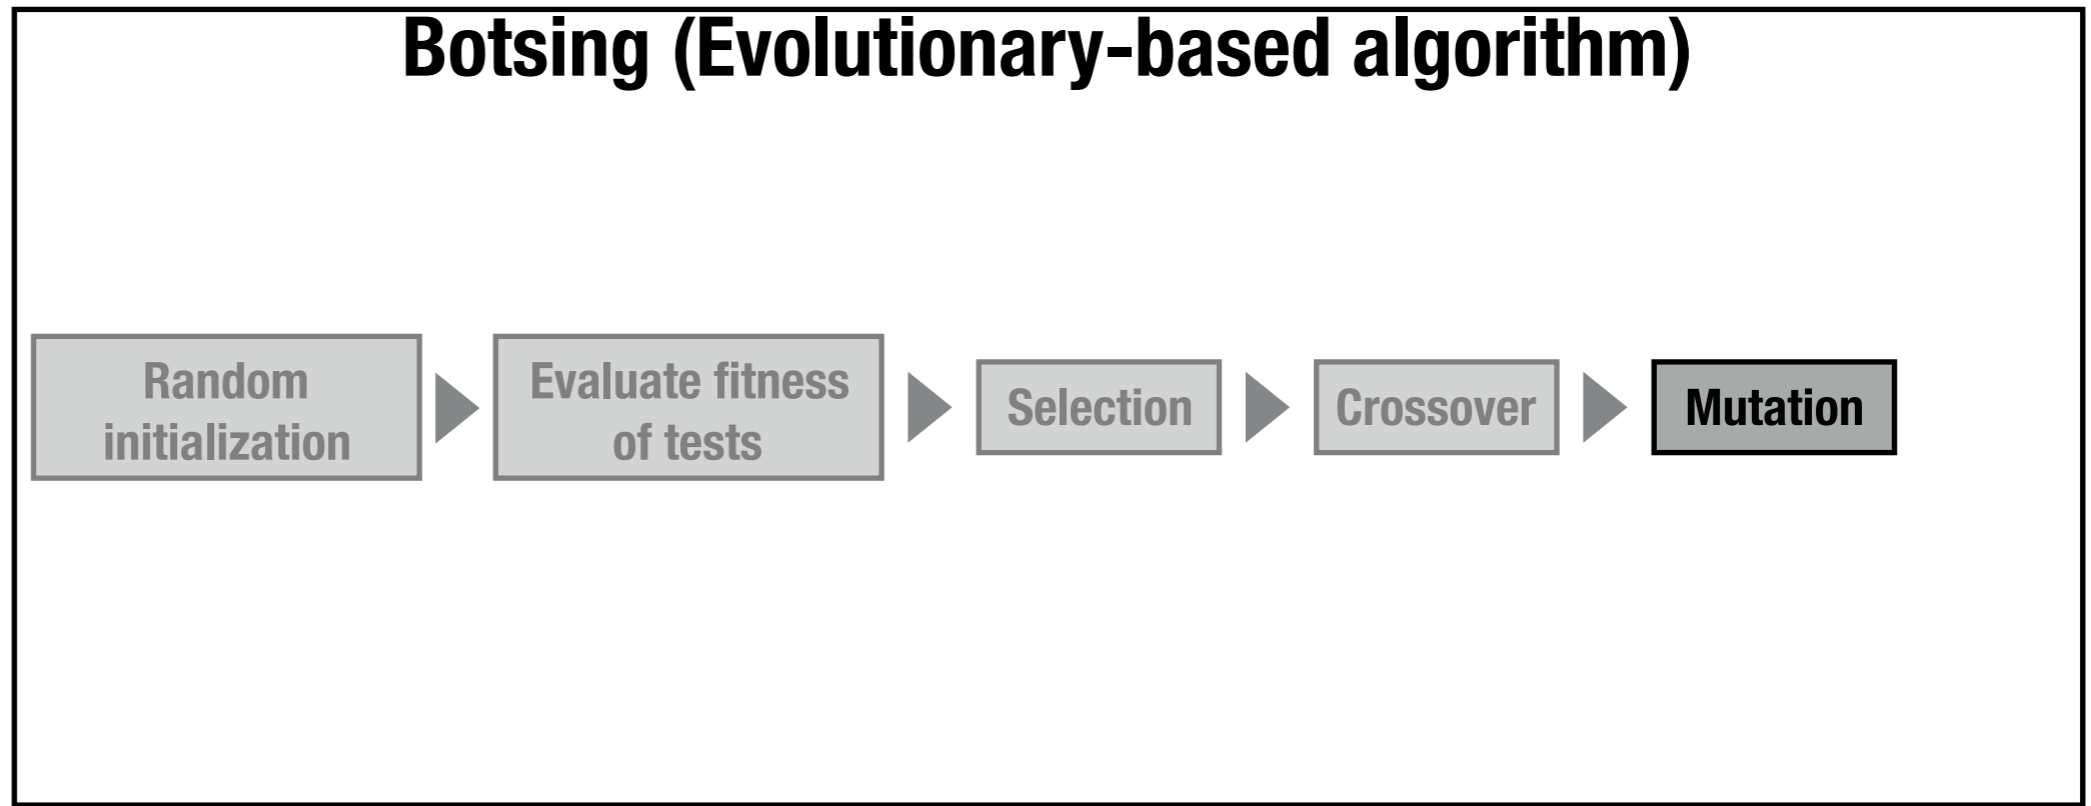 Botsing (Evolutionary-based algorithm)
Random
initialization
Evaluate fitness
of tests
Selection
Crossover
Mutation